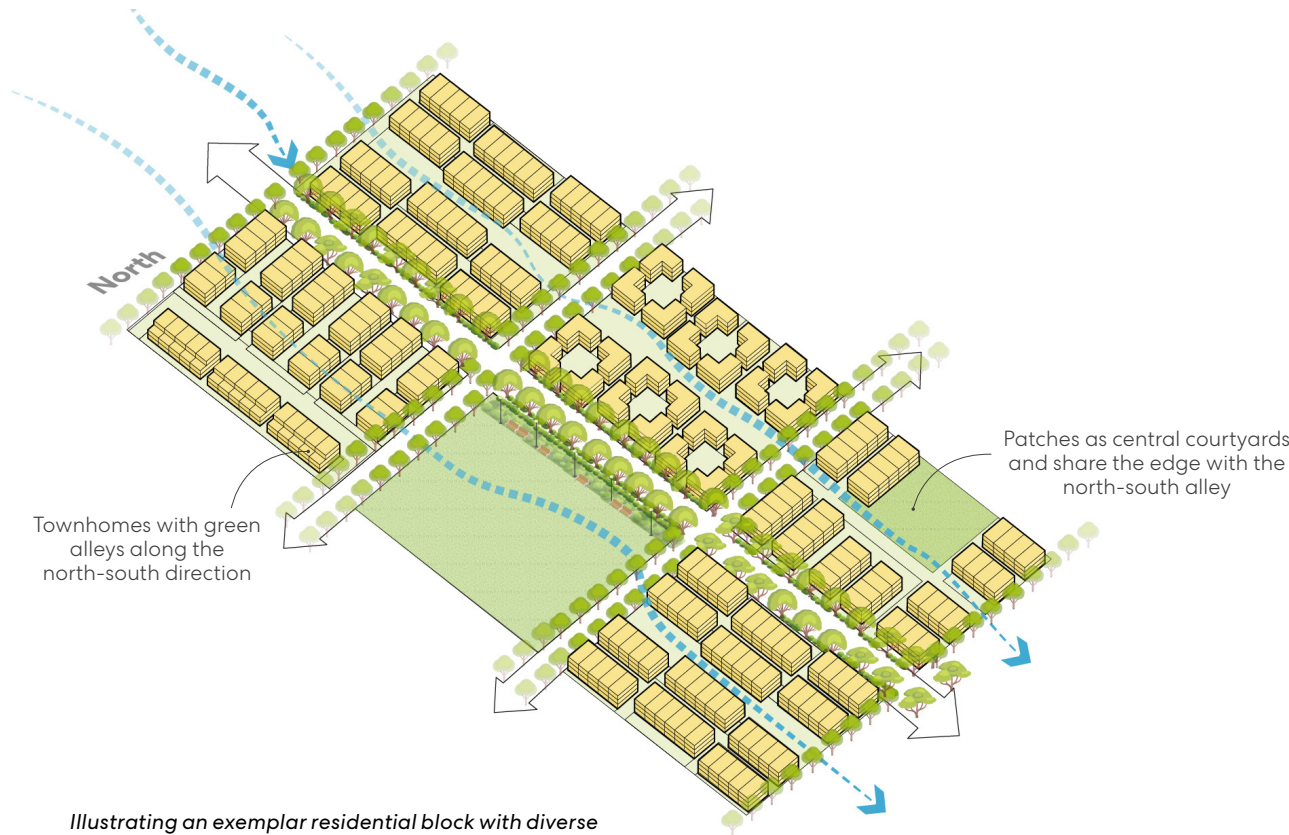 North
Patches as central courtyards
and share the edge with the
north-south alley
Townhomes with green
alleys along the
north-south direction
Illustrating an exemplar residential block with diverse